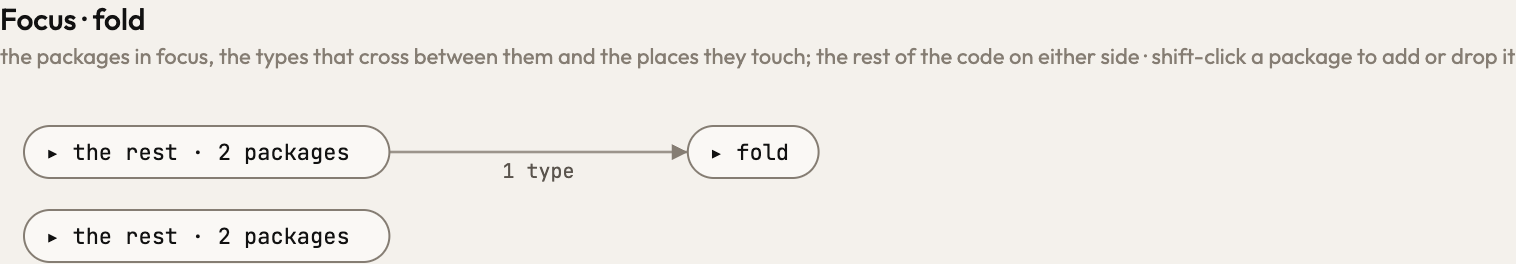 Focus · fold
the packages in focus, the types that cross between them and the places they touch; the rest of the code on either side · shift-click a package to add or drop it
▸ the rest · 2 packages
1 type
▸ fold
▸ the rest · 2 packages